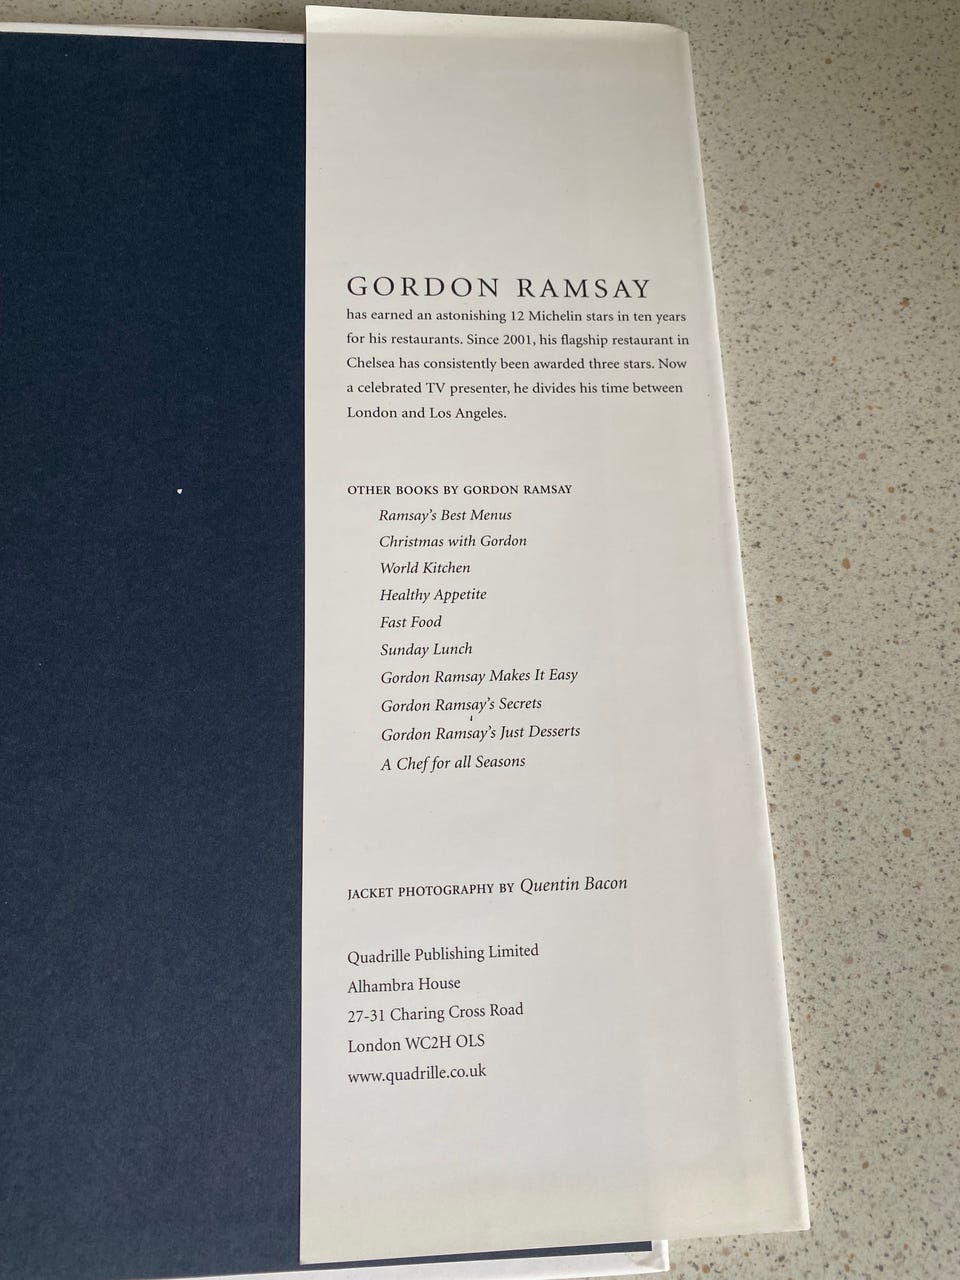 GORDON RAMSAY
has earned an astonishing 12 Michelin stars in ten years
for his restaurants. Since 2001, his flagship restaurant in
Chelsea has consistently been awarded three stars. Now
a celebrated TV presenter, he divides his time between
London and Los Angeles.
OTHER BOOKS BY GORDON RAMSAY
Ramsay's Best Menus
Christmas with Gordon
World Kitchen
Healthy Appetite
Fast Food
Sunday Lunch
Gordon Ramsay Makes It Easy
Gordon Ramsay's Secrets
Gordon Ramsay's Just Desserts
A Chef for all Seasons
JACKET PHOTOGRAPHY BY Quentin Bacon
Quadrille Publishing Limited
Alhambra House
27-31 Charing Cross Road
London WC2H OLS
www.quadrille.co.uk